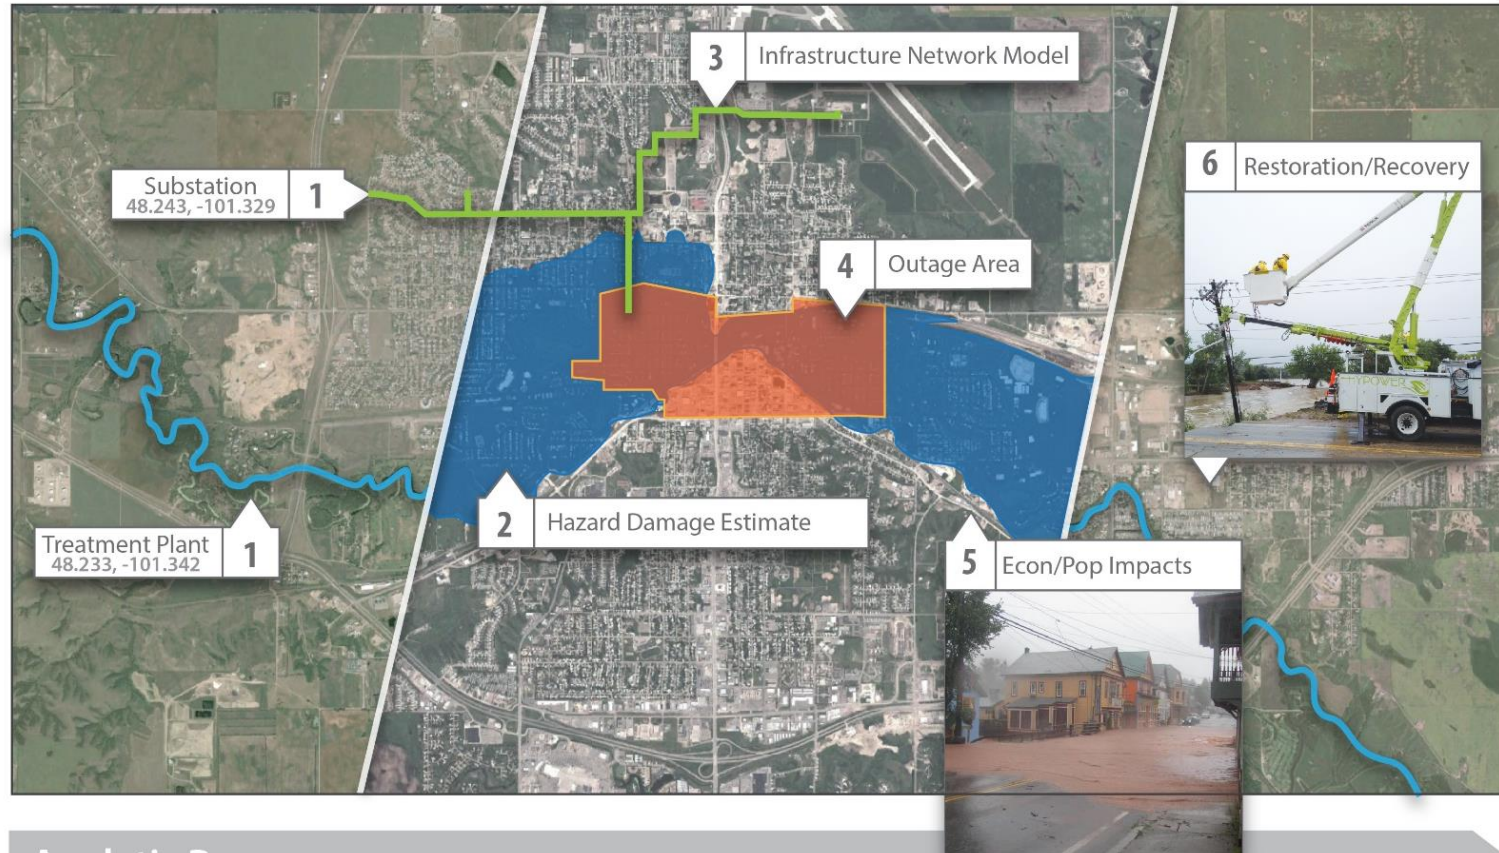 3 Infrastructure Network Model
6 Restoration/Recovery
Substation
48.243, -101.329
1
4 Outage Area
2 Hazard Damage Estimate
Treatment Plant
48.233, -101.342
1
5 Econ/Pop Impacts